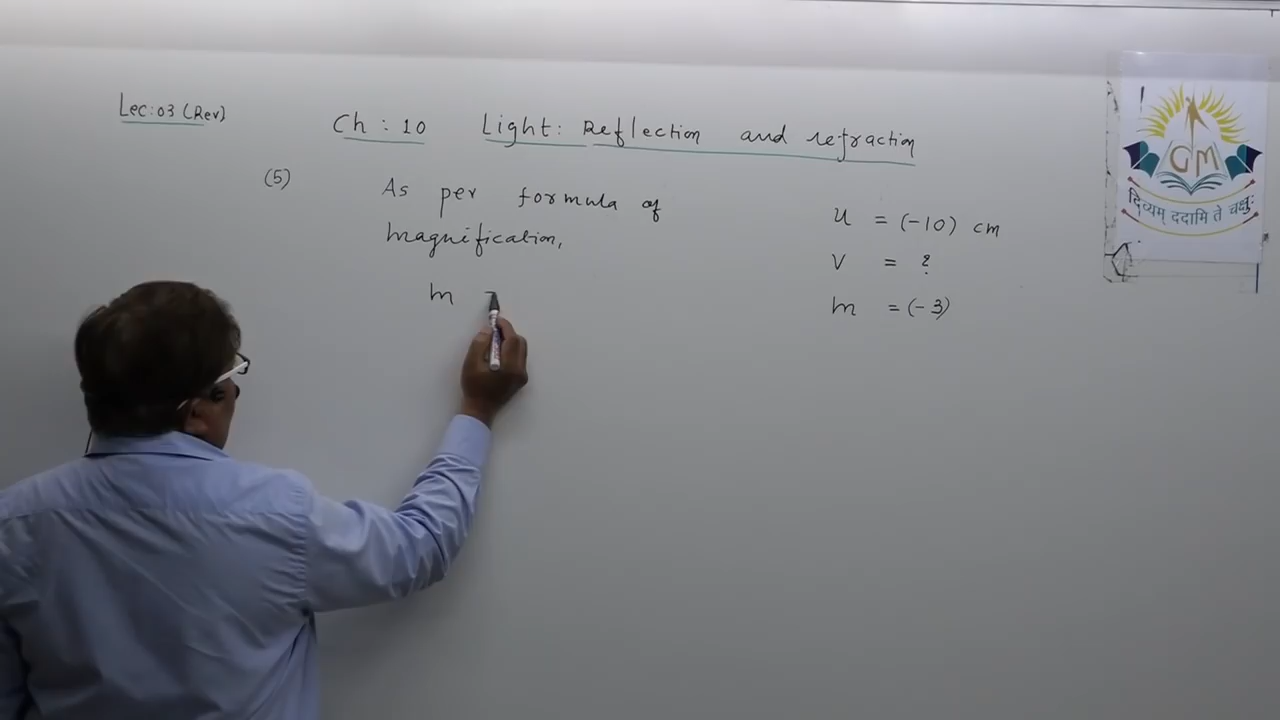 Lec:03 (Rev)
Ch : 10 Light: Reflection and refraction
(5) As per formula of
magnification,
m =
u = (-10) cm
v = ?
m = (-3)
GM
दिव्यम् ददामि ते चक्षुः